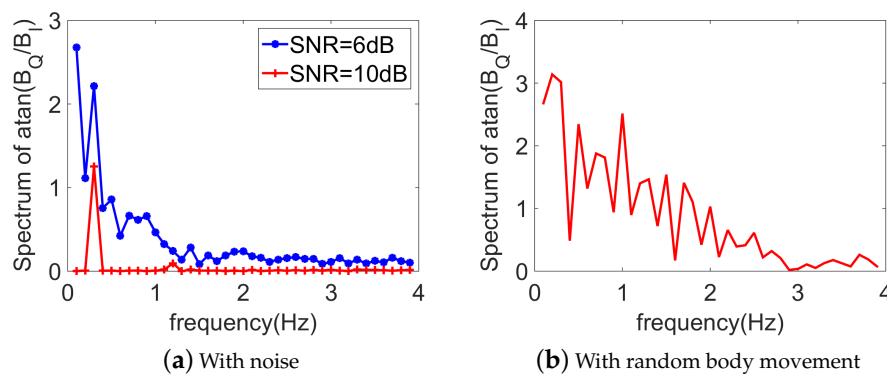 Spectrum of atan(B_Q/B_I)
3
2
1
0
SNR=6dB
SNR=10dB
0 1 2 3 4
frequency(Hz)
(a) With noise
Spectrum of atan(B_Q/B_I)
4
3
2
1
0
0 1 2 3 4
frequency(Hz)
(b) With random body movement